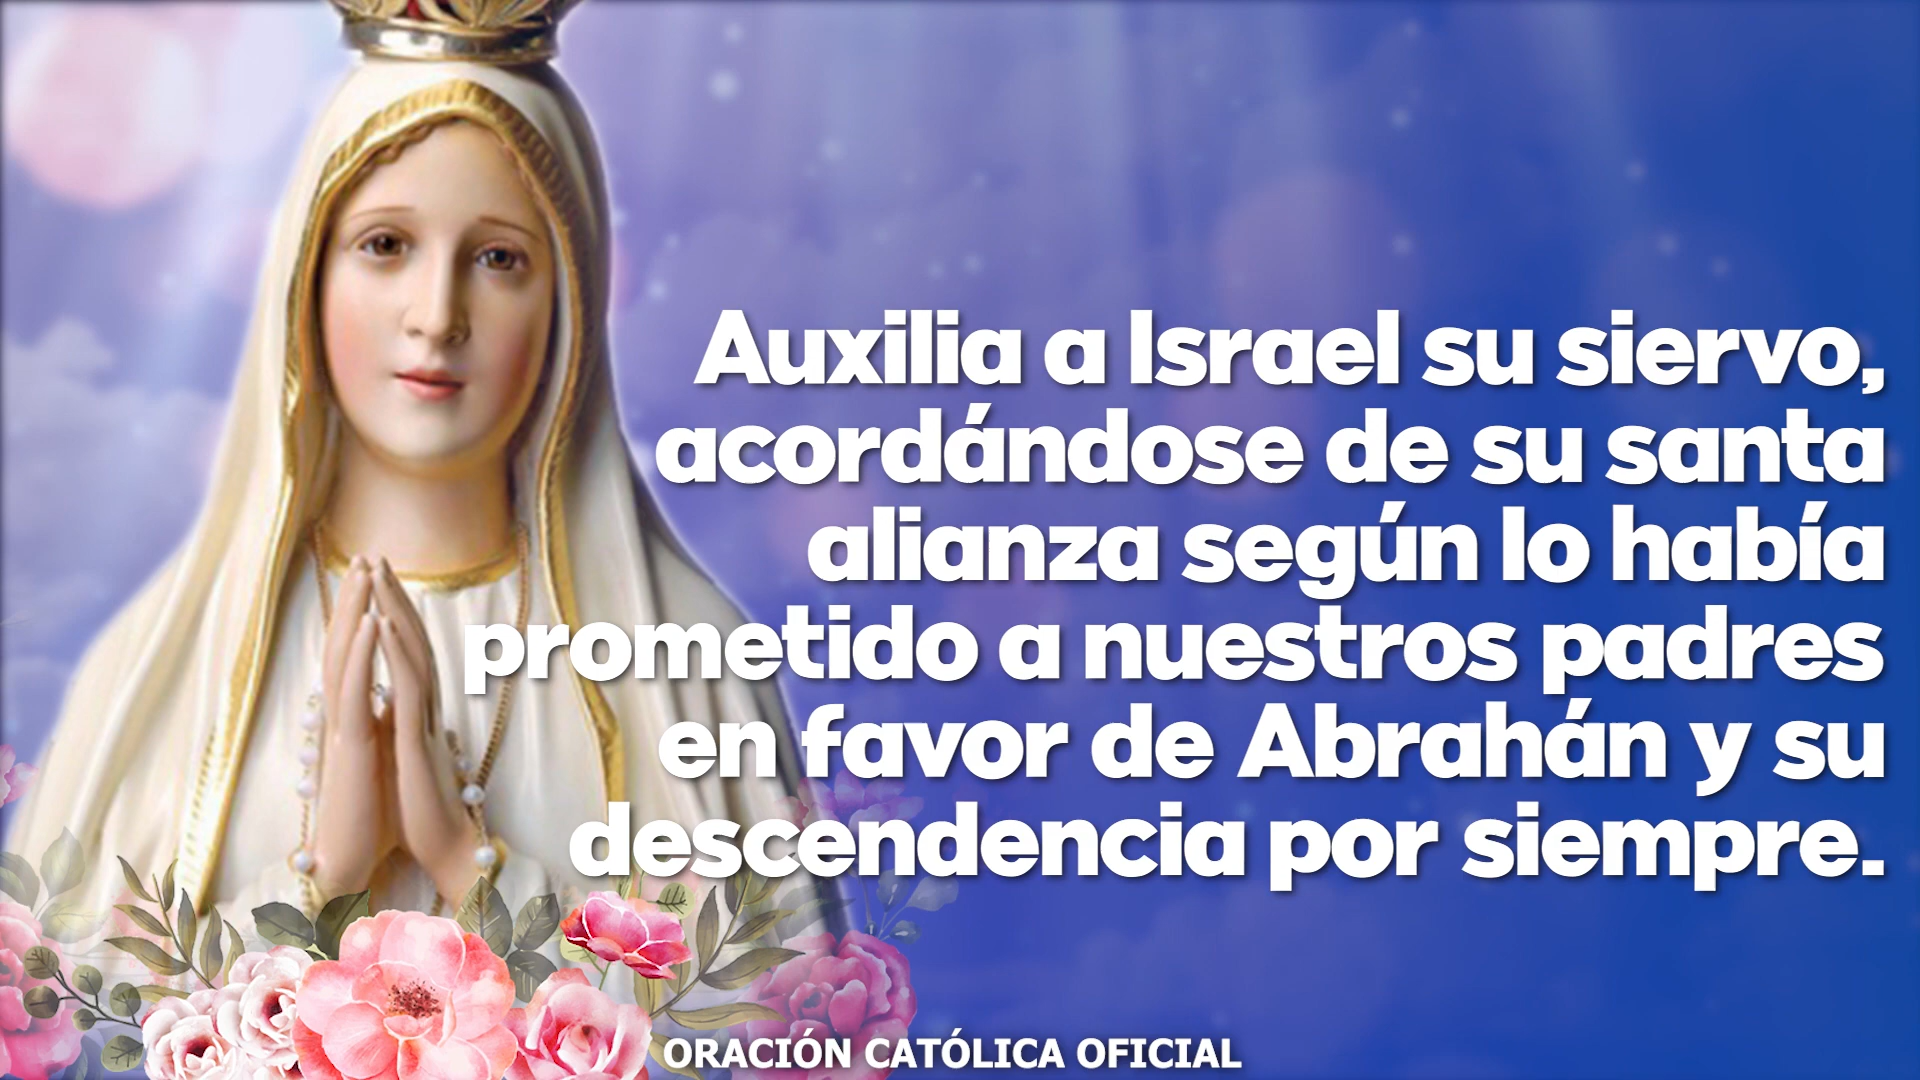 Auxilia a Israel su siervo,
acordándose de su santa
alianza según lo había
prometido a nuestros padres
en favor de Abrahán y su
descendencia por siempre.
ORACIÓN CATÓLICA OFICIAL